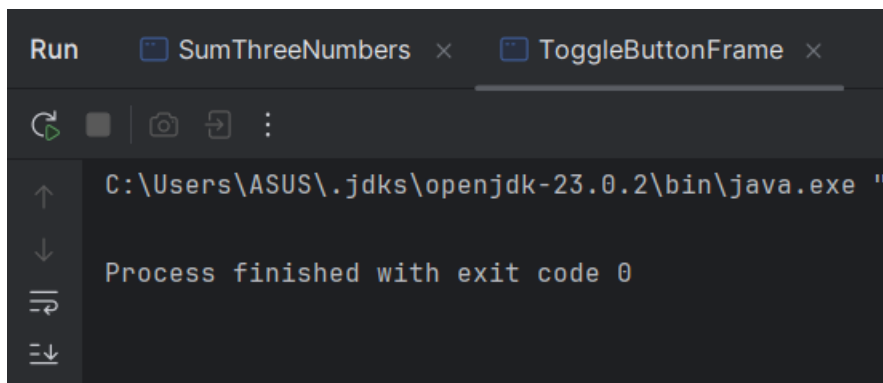 Run SumThreeNumbers × ToggleButtonFrame ×
C:\Users\ASUS\.jdks\openjdk-23.0.2\bin\java.exe "
Process finished with exit code 0